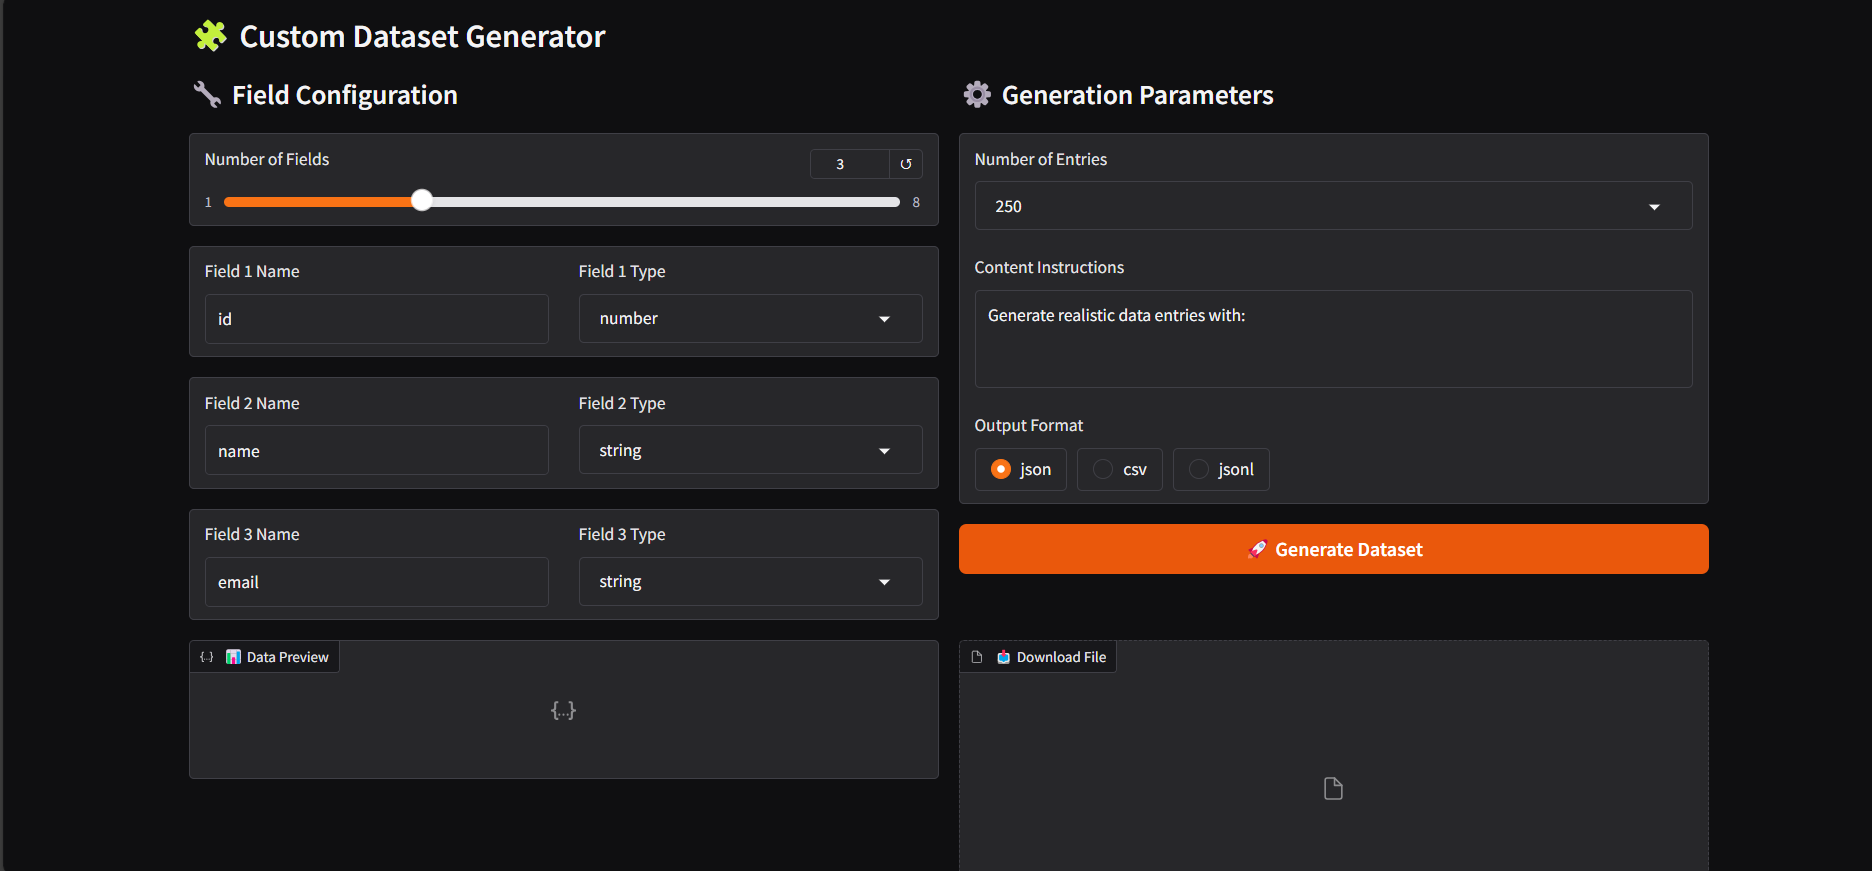 Custom Dataset Generator
Field Configuration
Number of Fields
3
1
8
Field 1 Name
Field 1 Type
id
number
Field 2 Name
Field 2 Type
name
string
Field 3 Name
Field 3 Type
email
string
{..} Data Preview
{...}
Generation Parameters
Number of Entries
250
Content Instructions
Generate realistic data entries with:
Output Format
json
csv
jsonl
Generate Dataset
Download File